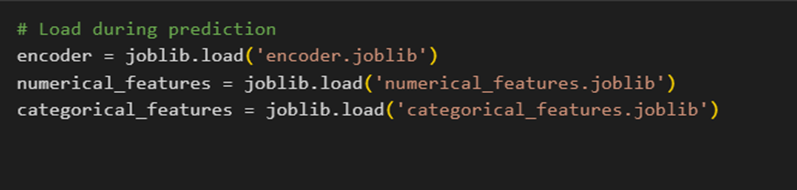 # Load during prediction
encoder = joblib.load('encoder.joblib')
numerical_features = joblib.load('numerical_features.joblib')
categorical_features = joblib.load('categorical_features.joblib')